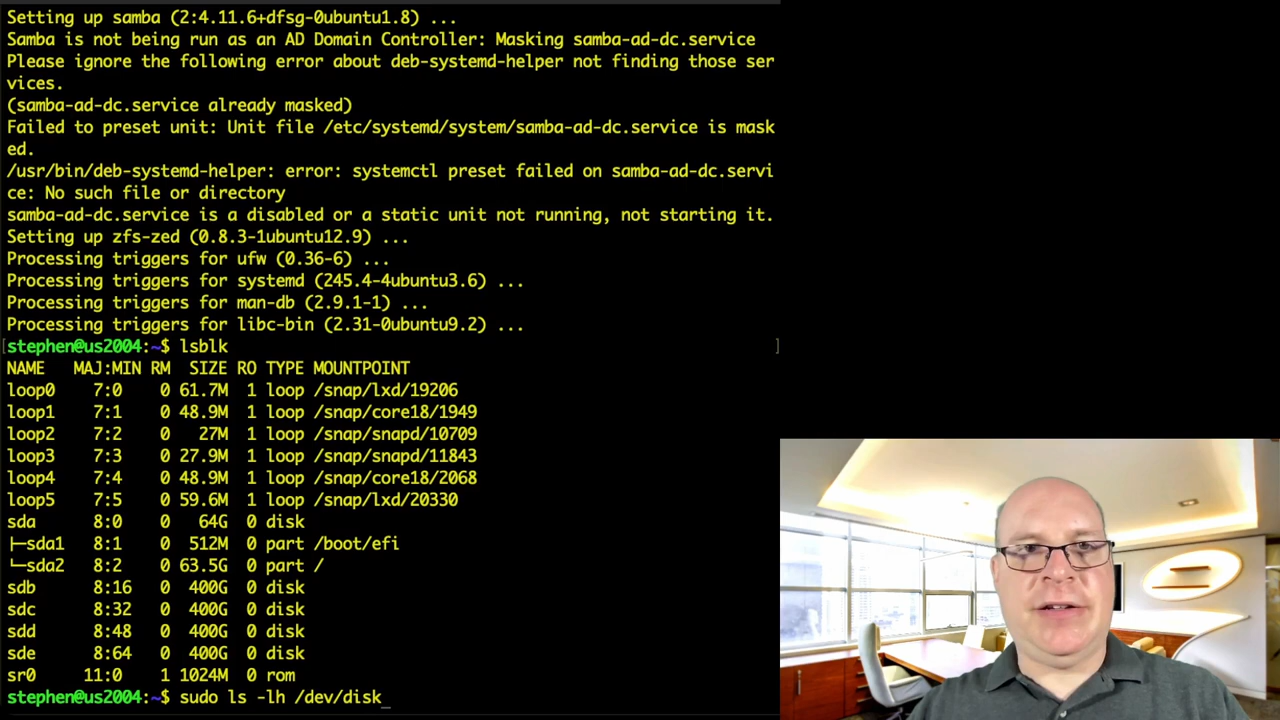 Setting up samba (2:4.11.6+dfsg-0ubuntu1.8) ...
Samba is not being run as an AD Domain Controller: Masking samba-ad-dc.service
Please ignore the following error about deb-systemd-helper not finding those ser
vices.
(samba-ad-dc.service already masked)
Failed to preset unit: Unit file /etc/systemd/system/samba-ad-dc.service is mask
ed.
/usr/bin/deb-systemd-helper: error: systemctl preset failed on samba-ad-dc.servi
ce: No such file or directory
samba-ad-dc.service is a disabled or a static unit not running, not starting it.
Setting up zfs-zed (0.8.3-1ubuntu12.9) ...
Processing triggers for ufw (0.36-6) ...
Processing triggers for systemd (245.4-4ubuntu3.6) ...
Processing triggers for man-db (2.9.1-1) ...
Processing triggers for libc-bin (2.31-0ubuntu9.2) ...
[stephen@us2004:~$ lsblk ]
NAME MAJ:MIN RM SIZE RO TYPE MOUNTPOINT
loop0 7:0 0 61.7M 1 loop /snap/lxd/19206
loop1 7:1 0 48.9M 1 loop /snap/core18/1949
loop2 7:2 0 27M 1 loop /snap/snapd/10709
loop3 7:3 0 27.9M 1 loop /snap/snapd/11843
loop4 7:4 0 48.9M 1 loop /snap/core18/2068
loop5 7:5 0 59.6M 1 loop /snap/lxd/20330
sda 8:0 0 64G 0 disk
├─sda1 8:1 0 512M 0 part /boot/efi
└─sda2 8:2 0 63.5G 0 part /
sdb 8:16 0 400G 0 disk
sdc 8:32 0 400G 0 disk
sdd 8:48 0 400G 0 disk
sde 8:64 0 400G 0 disk
sr0 11:0 1 1024M 0 rom
stephen@us2004:~$ sudo ls -lh /dev/disk_